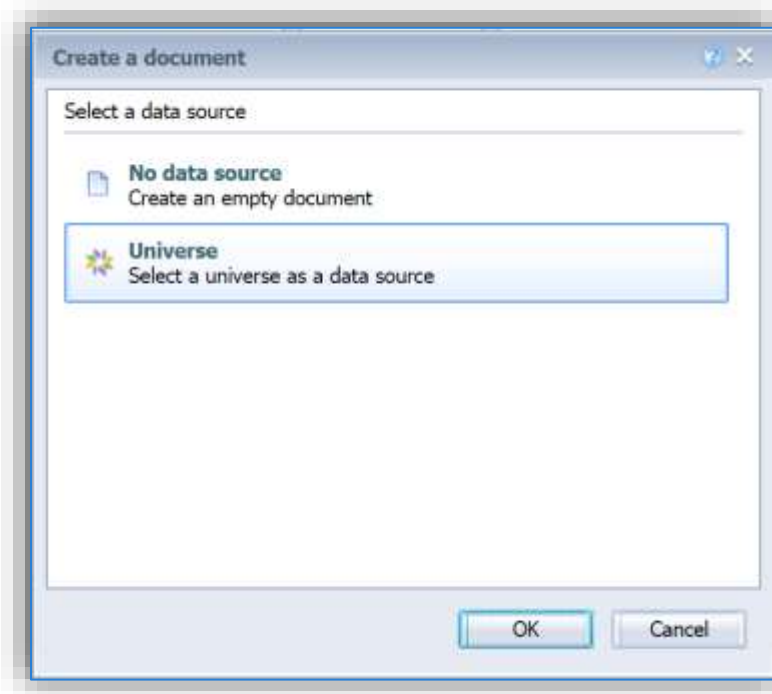 Create a document
Select a data source
No data source
Create an empty document
Universe
Select a universe as a data source
OK
Cancel